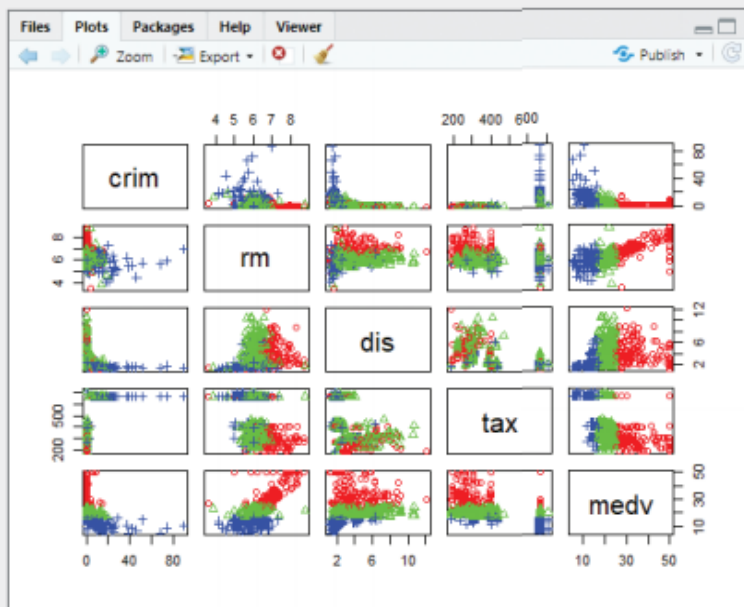 Files Plots Packages Help Viewer
Zoom Export Publish
4 5 6 7 8 200 400 600
crim 0 40 80
4 6 8 rm
dis 2 6 12
200 500 tax
medv 10 30 50
0 40 80 2 6 10 10 30 50